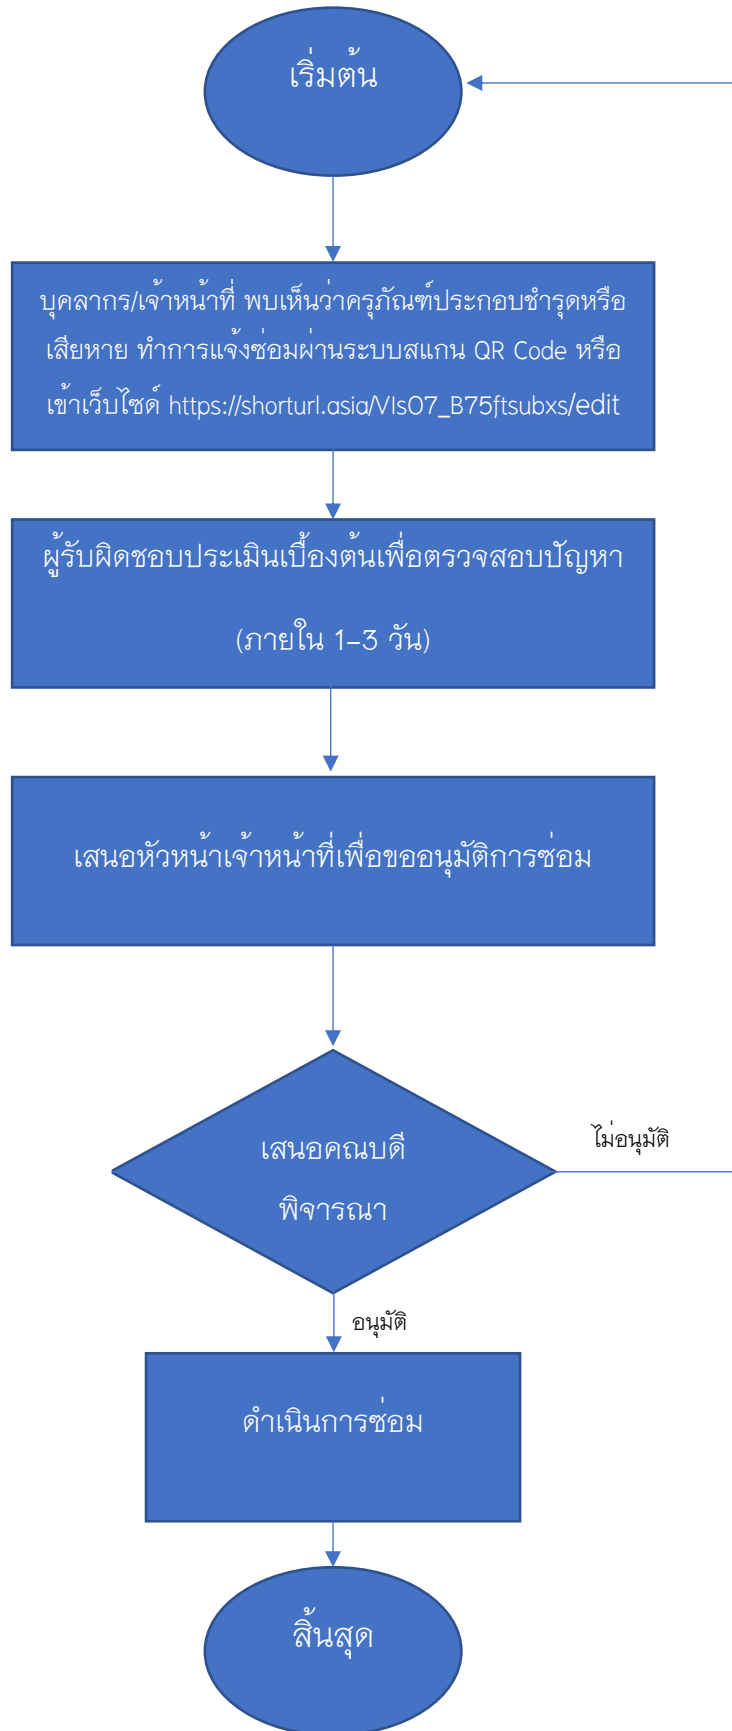 เริ่มต้น
บุคลากร/เจ้าหน้าที่ พบเห็นว่าครุภัณฑ์ประกอบชำรุดหรือ
เสียหาย ทำการแจ้งซ่อมผ่านระบบสแกน QR Code หรือ
เข้าเว็บไซด์ https://shorturl.asia/VIsO7_B75ftsubxs/edit
ผู้รับผิดชอบประเมินเบื้องต้นเพื่อตรวจสอบปัญหา
(ภายใน 1–3 วัน)
เสนอหัวหน้าเจ้าหน้าที่เพื่อขออนุมัติการซ่อม
เสนอคณบดี
พิจารณา
ไม่อนุมัติ
อนุมัติ
ดำเนินการซ่อม
สิ้นสุด